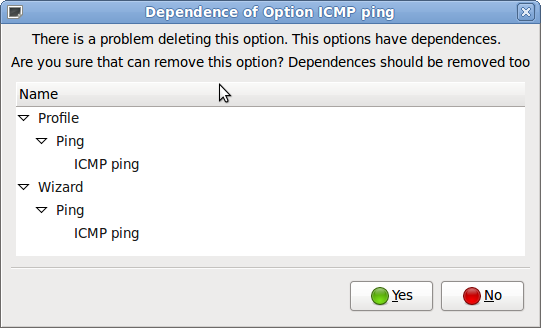 Dependence of Option ICMP ping
There is a problem deleting this option. This options have dependences.
Are you sure that can remove this option? Dependences should be removed too
Name
Profile
Ping
ICMP ping
Wizard
Ping
ICMP ping
Yes
No